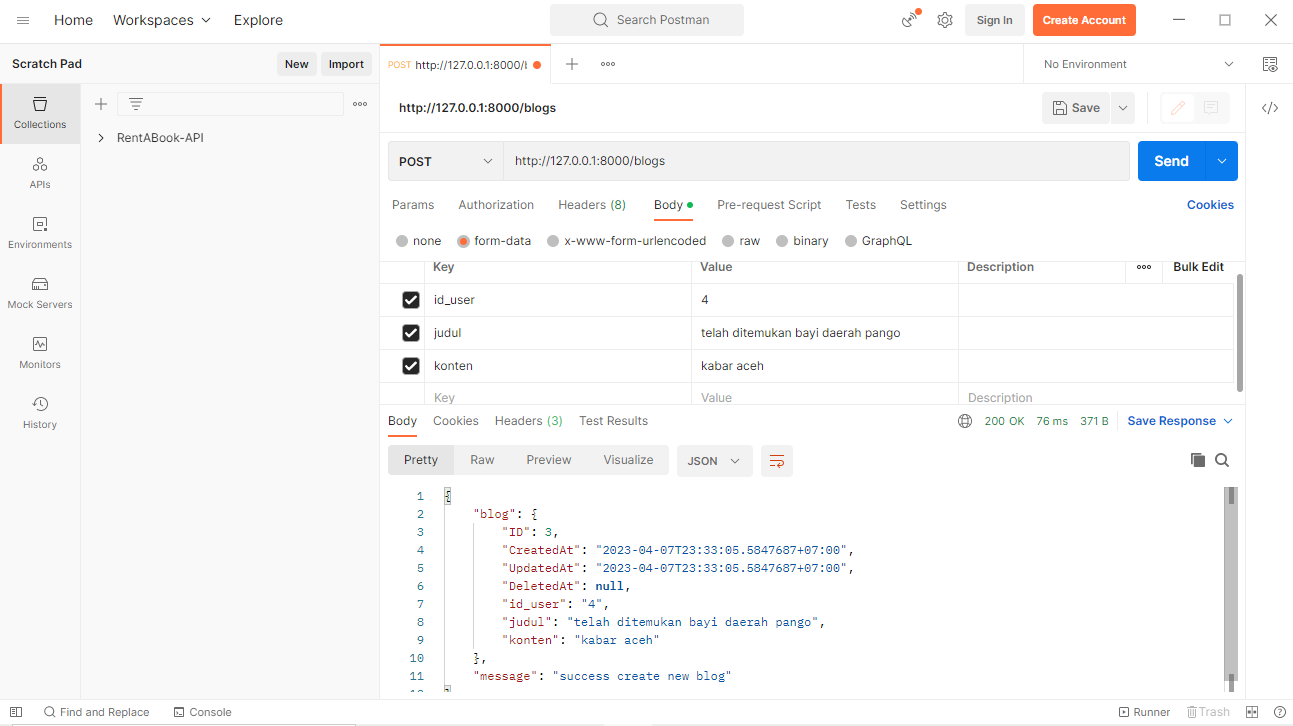 Home Workspaces Explore Search Postman Sign In Create Account
Scratch Pad New Import POST http://127.0.0.1:8000/l No Environment
http://127.0.0.1:8000/blogs Save
Collections
RentABook-API
POST http://127.0.0.1:8000/blogs Send
APIs
Params Authorization Headers (8) Body Pre-request Script Tests Settings Cookies
Environments
none form-data x-www-form-urlencoded raw binary GraphQL
Key Value Description Bulk Edit
id_user 4
Mock Servers
judul telah ditemukan bayi daerah pango
Monitors
konten kabar aceh
Key Value Description
History
Body Cookies Headers (3) Test Results 200 OK 76 ms 371 B Save Response
Pretty Raw Preview Visualize JSON
1 {
2 "blog": {
3 "ID": 3,
4 "CreatedAt": "2023-04-07T23:33:05.5847687+07:00",
5 "UpdatedAt": "2023-04-07T23:33:05.5847687+07:00",
6 "DeletedAt": null,
7 "id_user": "4",
8 "judul": "telah ditemukan bayi daerah pango",
9 "konten": "kabar aceh"
10 },
11 "message": "success create new blog"
12 }
Find and Replace Console Runner Trash